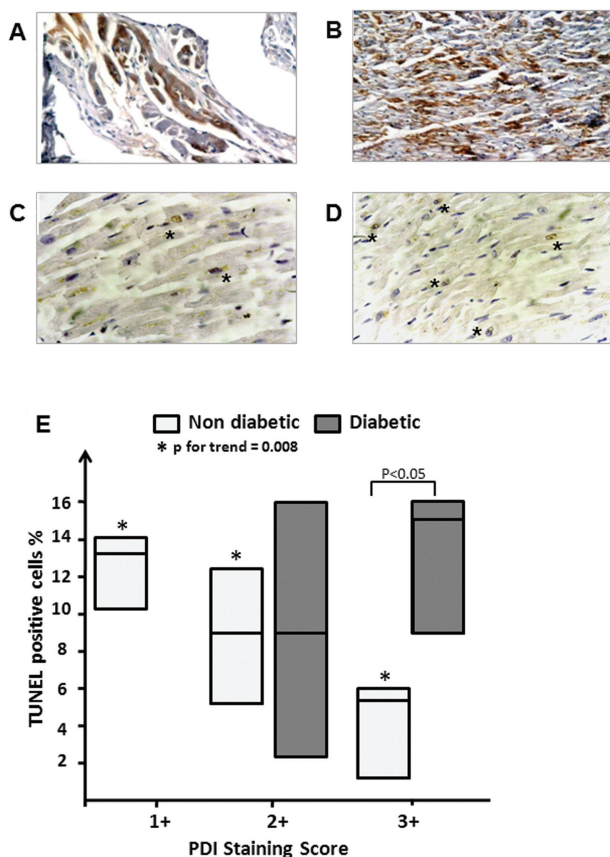 A
B
C
*
*
D
*
*
*
*
*
E
Non diabetic
Diabetic
* p for trend = 0.008
P<0.05
TUNEL positive cells %
16
14
12
10
8
6
4
2
*
*
*
1+
2+
3+
PDI Staining Score